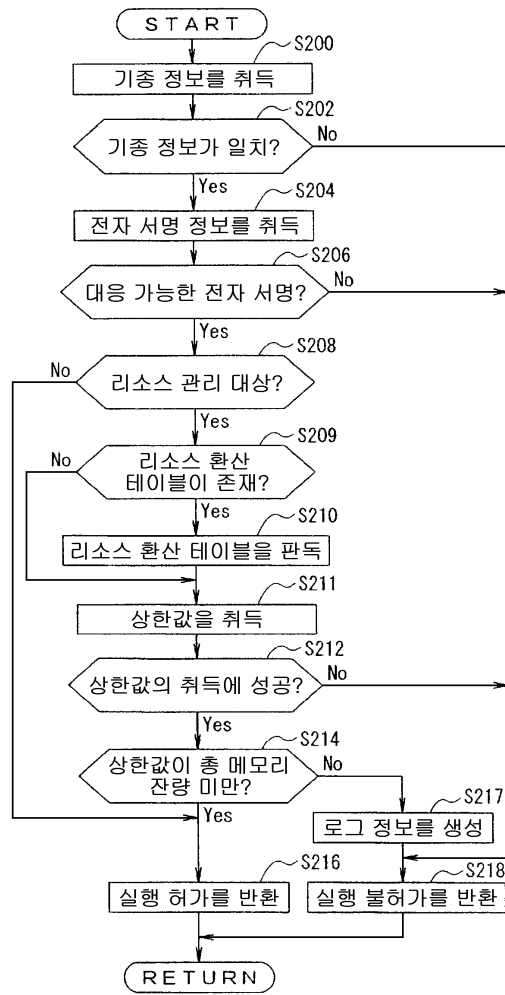 START
S200
기종 정보를 취득
S202
기종 정보가 일치?
No
Yes
S204
전자 서명 정보를 취득
S206
대응 가능한 전자 서명?
No
Yes
S208
No
리소스 관리 대상?
Yes
S209
No
리소스 환산
테이블이 존재?
Yes
S210
리소스 환산 테이블을 판독
S211
상한값을 취득
S212
상한값의 취득에 성공?
No
Yes
S214
상한값이 총 메모리
잔량 미만?
No
Yes
S217
로그 정보를 생성
S216
실행 허가를 반환
S218
실행 불허가를 반환
RETURN